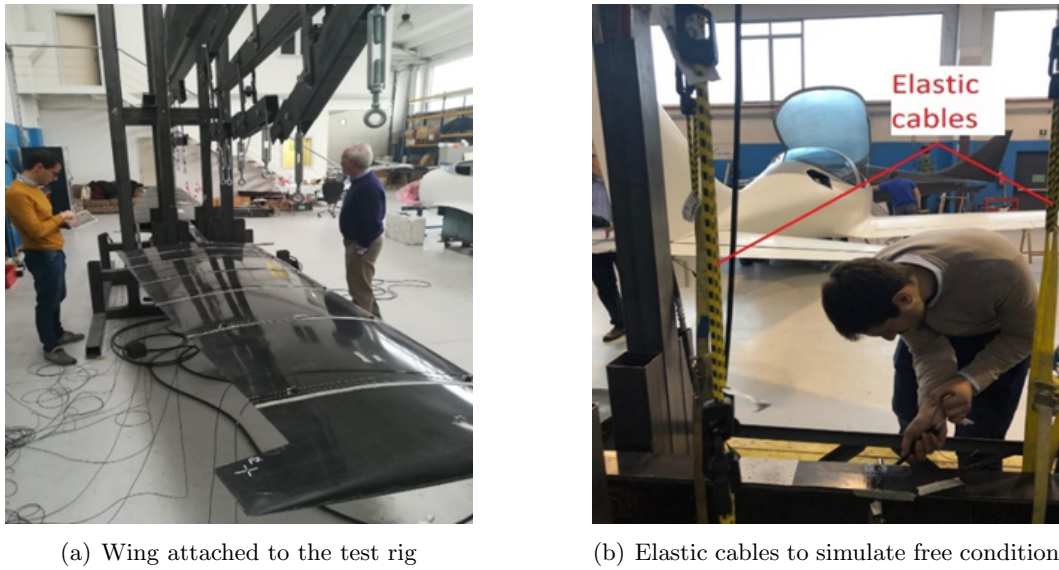 Elastic
cables
(a) Wing attached to the test rig
(b) Elastic cables to simulate free condition